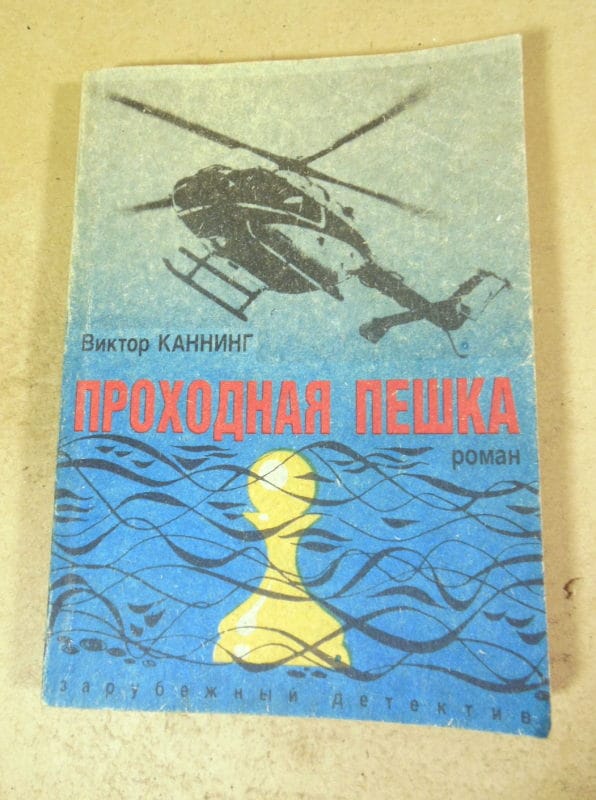 Виктор КАННИНГ
ПРОХОДНАЯ ПЕШКА
роман
зарубежный детектив